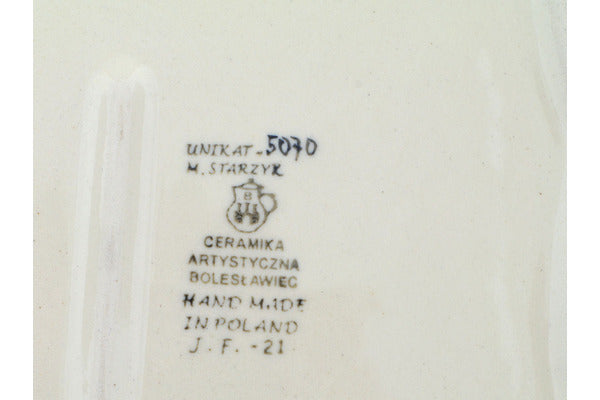 UNIKAT - 5070
M. STARZYK
B
CERAMIKA
ARTYSTYCZNA
BOLESŁAWIEC
HAND MADE
IN POLAND
J. F. - 21